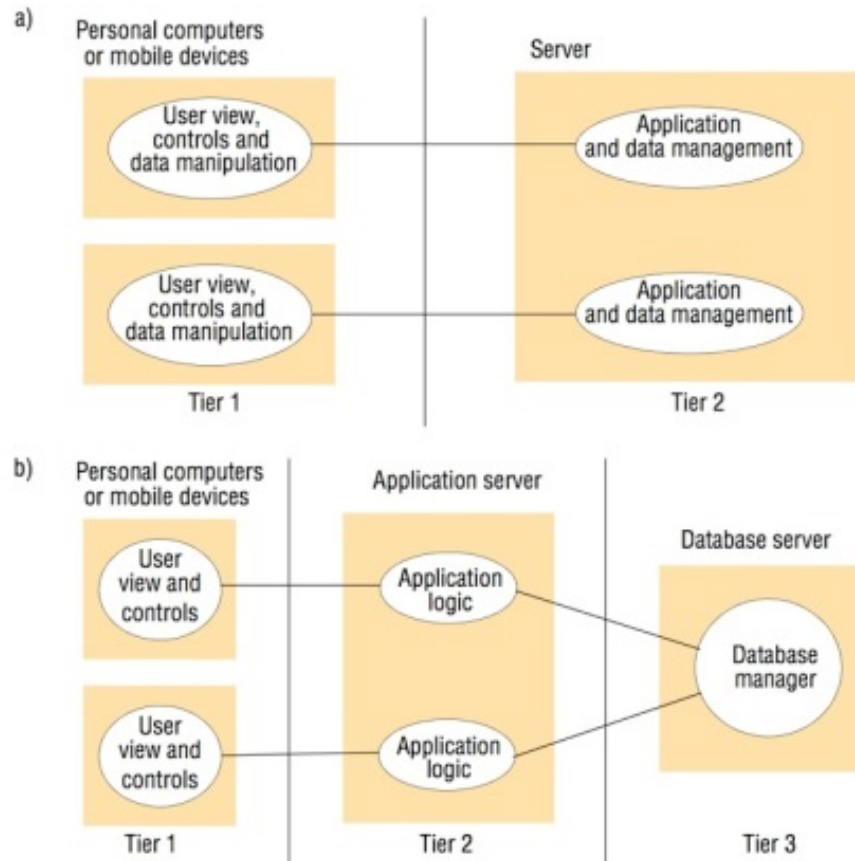 a)
Personal computers
or mobile devices
Server
User view,
controls and
data manipulation
Application
and data management
User view,
controls and
data manipulation
Application
and data management
Tier 1
Tier 2
b)
Personal computers
or mobile devices
Application server
Database server
User
view and
controls
Application
logic
Database
manager
User
view and
controls
Application
logic
Tier 1
Tier 2
Tier 3